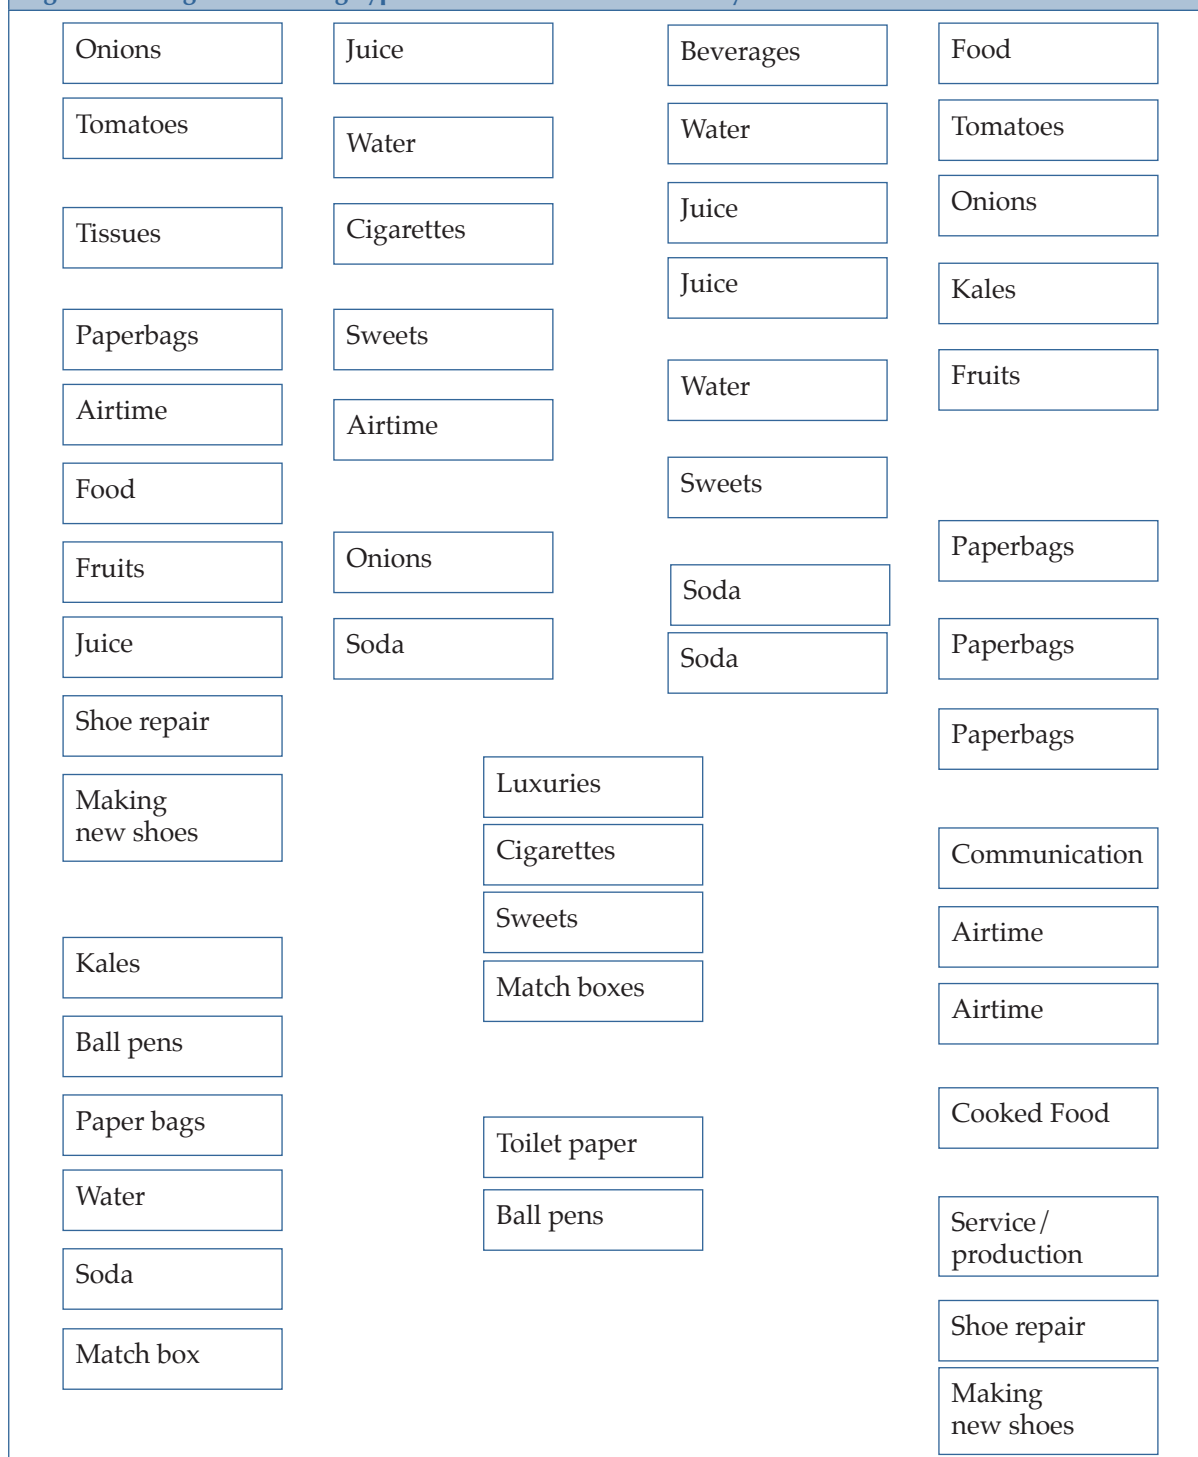 Onions
Tomatoes
Tissues
Paperbags
Airtime
Food
Fruits
Juice
Shoe repair
Making
new shoes
Kales
Ball pens
Paper bags
Water
Soda
Match box
Juice
Water
Cigarettes
Sweets
Airtime
Onions
Soda
Luxuries
Cigarettes
Sweets
Match boxes
Toilet paper
Ball pens
Beverages
Water
Juice
Juice
Water
Sweets
Soda
Soda
Food
Tomatoes
Onions
Kales
Fruits
Paperbags
Paperbags
Paperbags
Communication
Airtime
Airtime
Cooked Food
Service/
production
Shoe repair
Making
new shoes